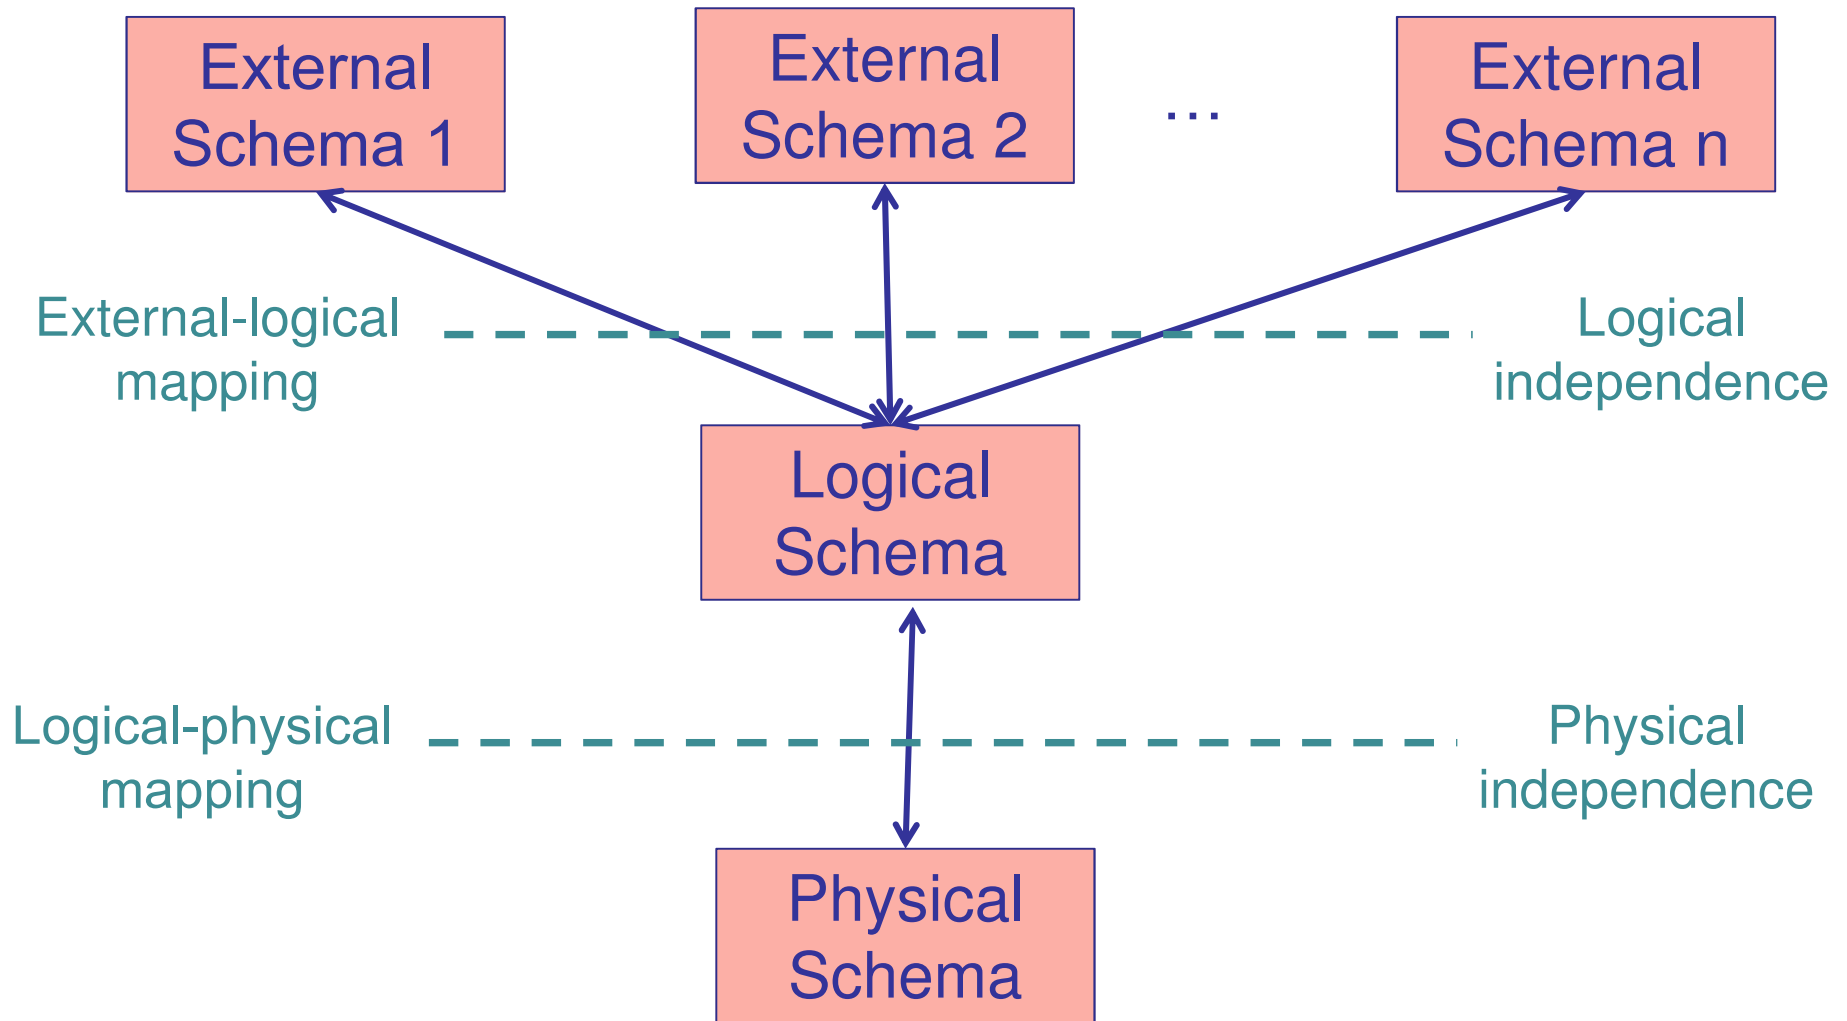 External
Schema 1
External
Schema 2
...
External
Schema n
External-logical
mapping
Logical
independence
Logical
Schema
Logical-physical
mapping
Physical
independence
Physical
Schema